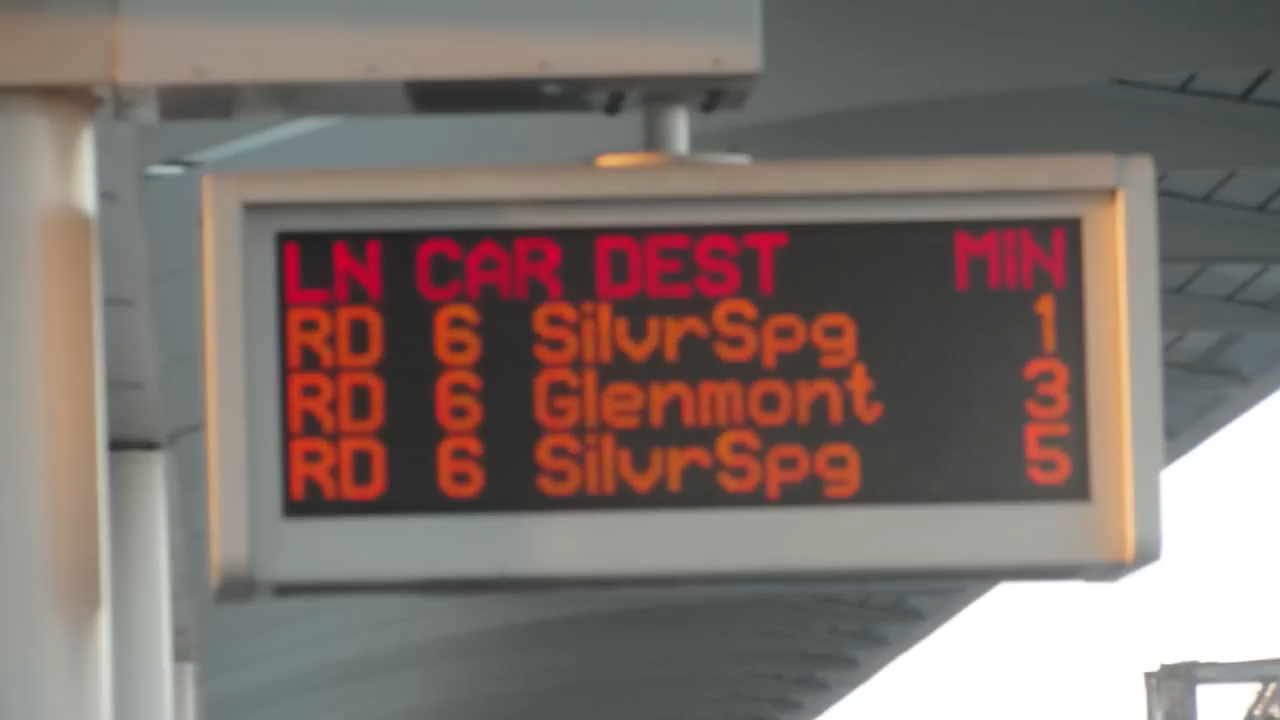 LN CAR DEST MIN
RD 6 SilvrSpg 1
RD 6 Glenmont 3
RD 6 SilvrSpg 5